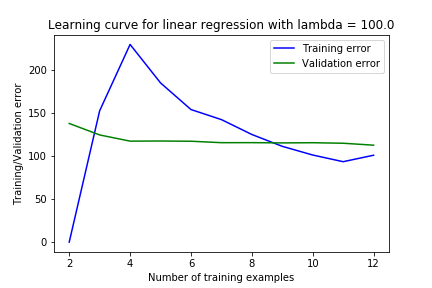 Learning curve for linear regression with lambda = 100.0
Training error
Validation error
Training/Validation error
200
150
100
50
0
2
4
6
8
10
12
Number of training examples